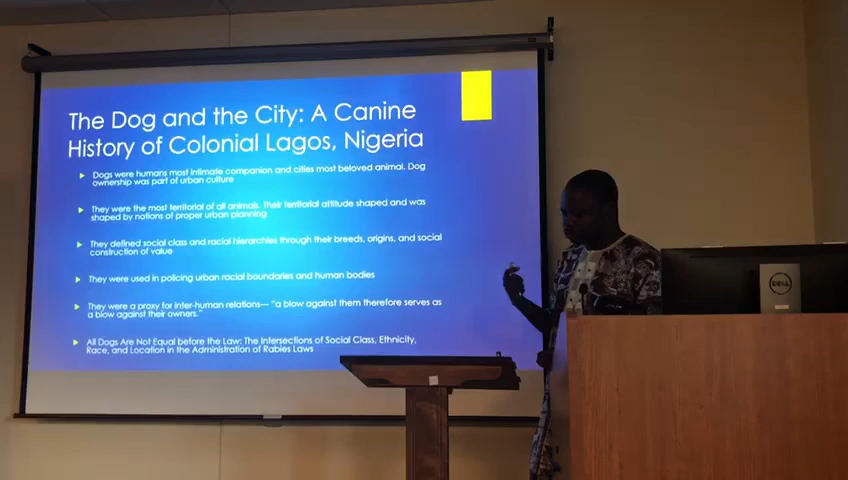 The Dog and the City: A Canine
History of Colonial Lagos, Nigeria
Dogs were humans most intimate companion and cities most beloved animal. Dog
ownership was part of urban culture
They were the most territorial of all animals. Their territorial attitude shaped and was
shaped by notions of proper urban planning
They defined social class and racial hierarchies through their breeds, origins, and social
construction of value
They were used in policing urban racial boundaries and human bodies
They were a proxy for inter-human relations— "a blow against them therefore serves as
a blow against their owners."
All Dogs Are Not Equal before the Law: The Intersections of Social Class, Ethnicity,
Race, and Location in the Administration of Rabies Laws
DELL